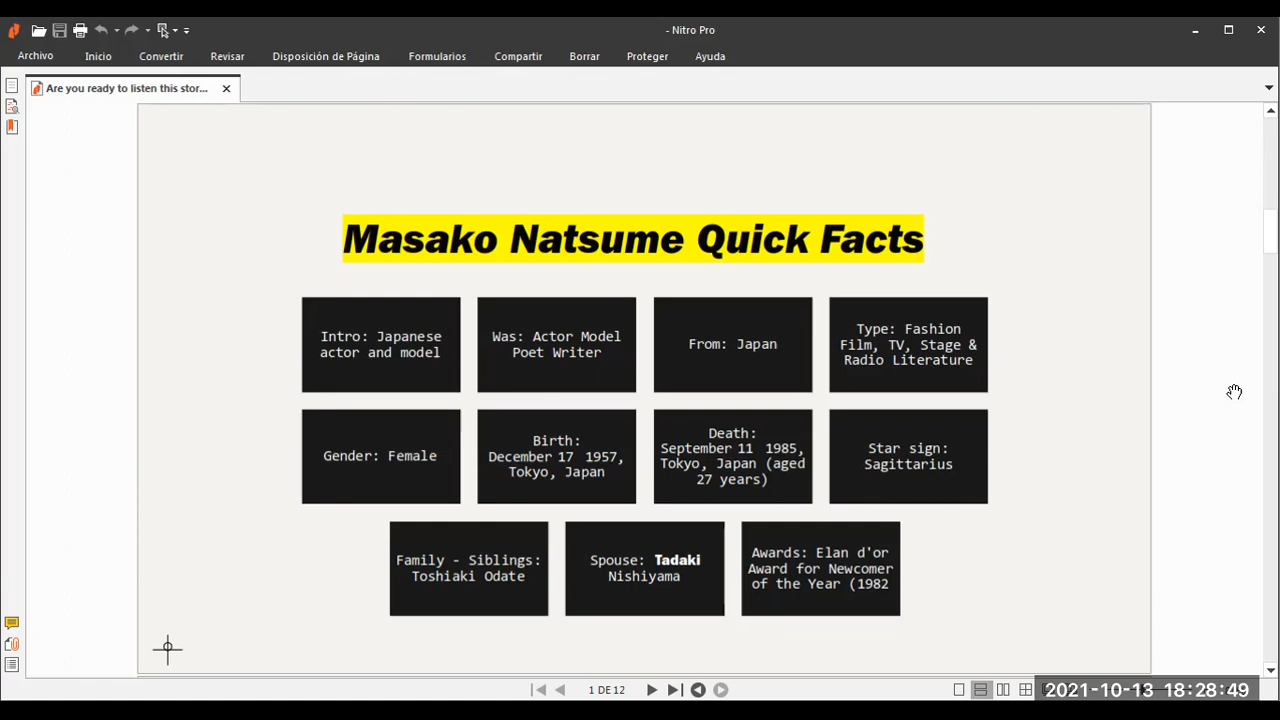 - Nitro Pro
Archivo Inicio Convertir Revisar Disposición de Página Formularios Compartir Borrar Proteger Ayuda
Are you ready to listen this stor...
Masako Natsume Quick Facts
Intro: Japanese
actor and model
Was: Actor Model
Poet Writer
From: Japan
Type: Fashion
Film, TV, Stage &
Radio Literature
Gender: Female
Birth:
December 17 1957,
Tokyo, Japan
Death:
September 11 1985,
Tokyo, Japan (aged
27 years)
Star sign:
Sagittarius
Family - Siblings:
Toshiaki Odate
Spouse: Tadaki
Nishiyama
Awards: Elan d'or
Award for Newcomer
of the Year (1982
1 DE 12
2021-10-13 18:28:49